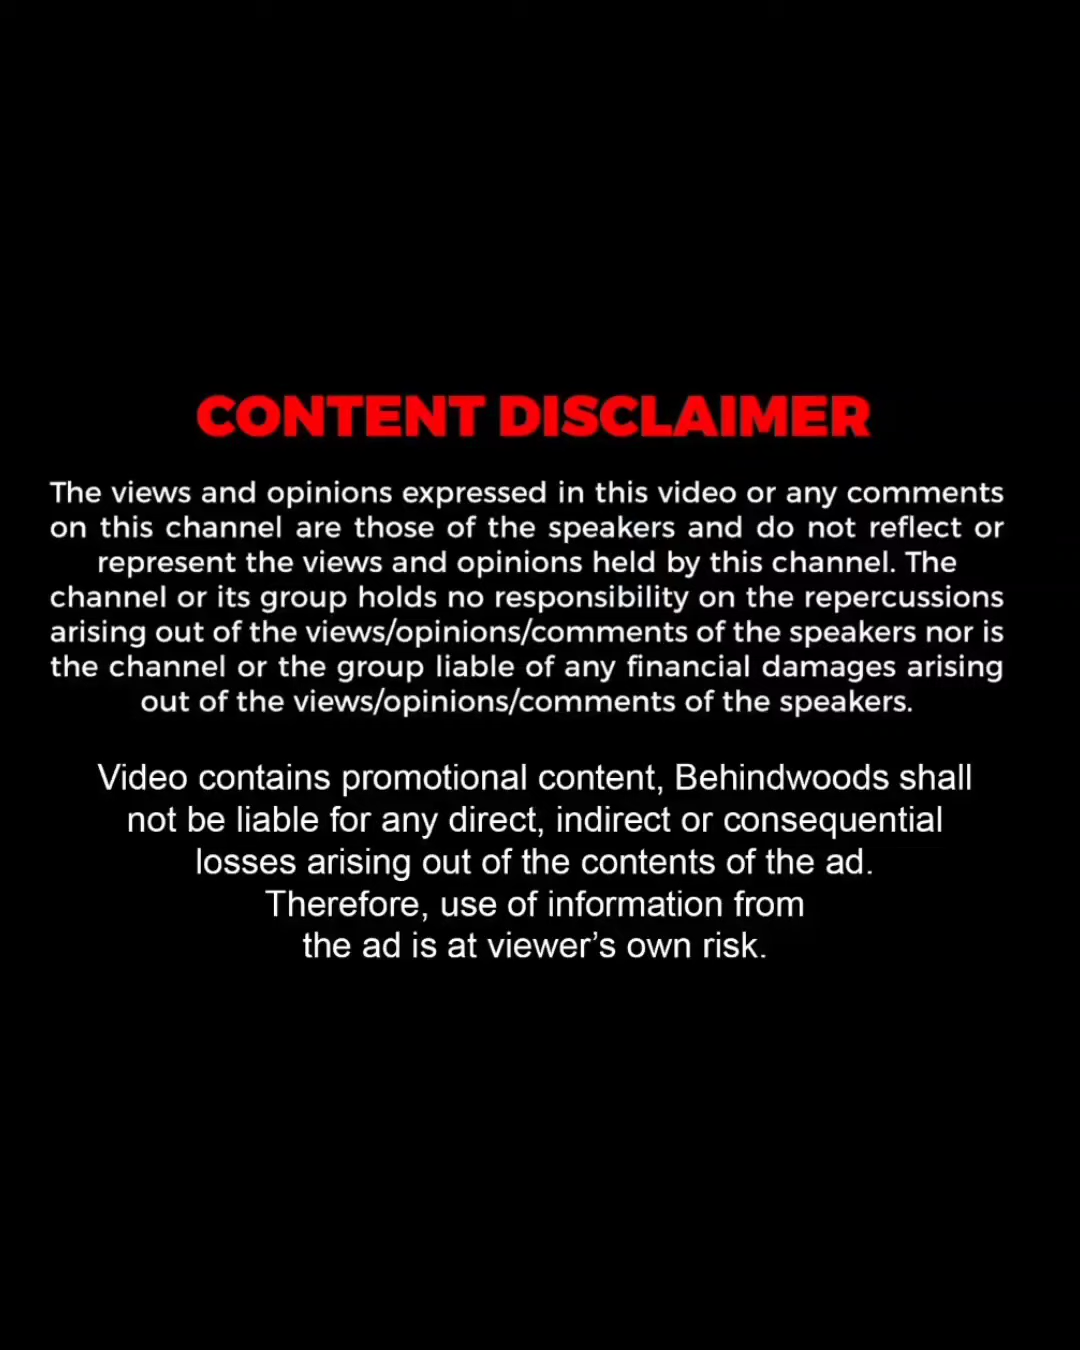 CONTENT DISCLAIMER
The views and opinions expressed in this video or any comments
on this channel are those of the speakers and do not reflect or
represent the views and opinions held by this channel. The
channel or its group holds no responsibility on the repercussions
arising out of the views/opinions/comments of the speakers nor is
the channel or the group liable of any financial damages arising
out of the views/opinions/comments of the speakers.
Video contains promotional content, Behindwoods shall
not be liable for any direct, indirect or consequential
losses arising out of the contents of the ad.
Therefore, use of information from
the ad is at viewer’s own risk.